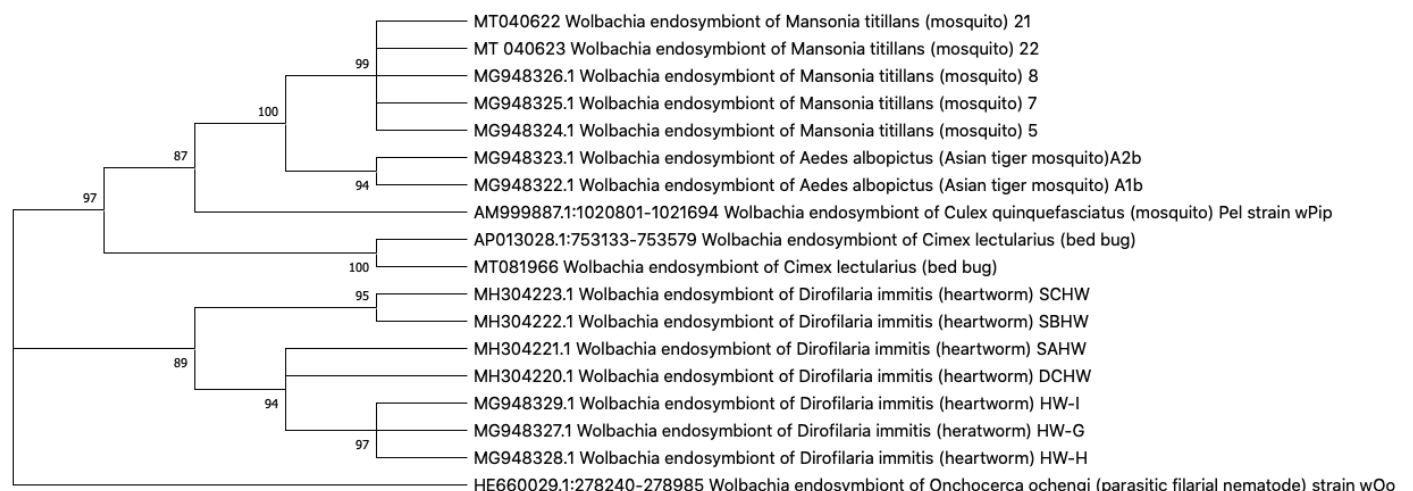 MT040622 Wolbachia endosymbiont of Mansonia titillans (mosquito) 21
MT 040623 Wolbachia endosymbiont of Mansonia titillans (mosquito) 22
99
MG948326.1 Wolbachia endosymbiont of Mansonia titillans (mosquito) 8
MG948325.1 Wolbachia endosymbiont of Mansonia titillans (mosquito) 7
100
MG948324.1 Wolbachia endosymbiont of Mansonia titillans (mosquito) 5
87
MG948323.1 Wolbachia endosymbiont of Aedes albopictus (Asian tiger mosquito)A2b
94
MG948322.1 Wolbachia endosymbiont of Aedes albopictus (Asian tiger mosquito) A1b
97
AM999887.1:1020801-1021694 Wolbachia endosymbiont of Culex quinquefasciatus (mosquito) Pel strain wPip
AP013028.1:753133-753579 Wolbachia endosymbiont of Cimex lectularius (bed bug)
100
MT081966 Wolbachia endosymbiont of Cimex lectularius (bed bug)
95
MH304223.1 Wolbachia endosymbiont of Dirofilaria immitis (heartworm) SCHW
MH304222.1 Wolbachia endosymbiont of Dirofilaria immitis (heartworm) SBHW
MH304221.1 Wolbachia endosymbiont of Dirofilaria immitis (heartworm) SAHW
89
MH304220.1 Wolbachia endosymbiont of Dirofilaria immitis (heartworm) DCHW
94
MG948329.1 Wolbachia endosymbiont of Dirofilaria immitis (heartworm) HW-I
MG948327.1 Wolbachia endosymbiont of Dirofilaria immitis (heratworm) HW-G
97
MG948328.1 Wolbachia endosymbiont of Dirofilaria immitis (heartworm) HW-H
HE660029.1:278240-278985 Wolbachia endosymbiont of Onchocerca ochengi (parasitic filarial nematode) strain wOo